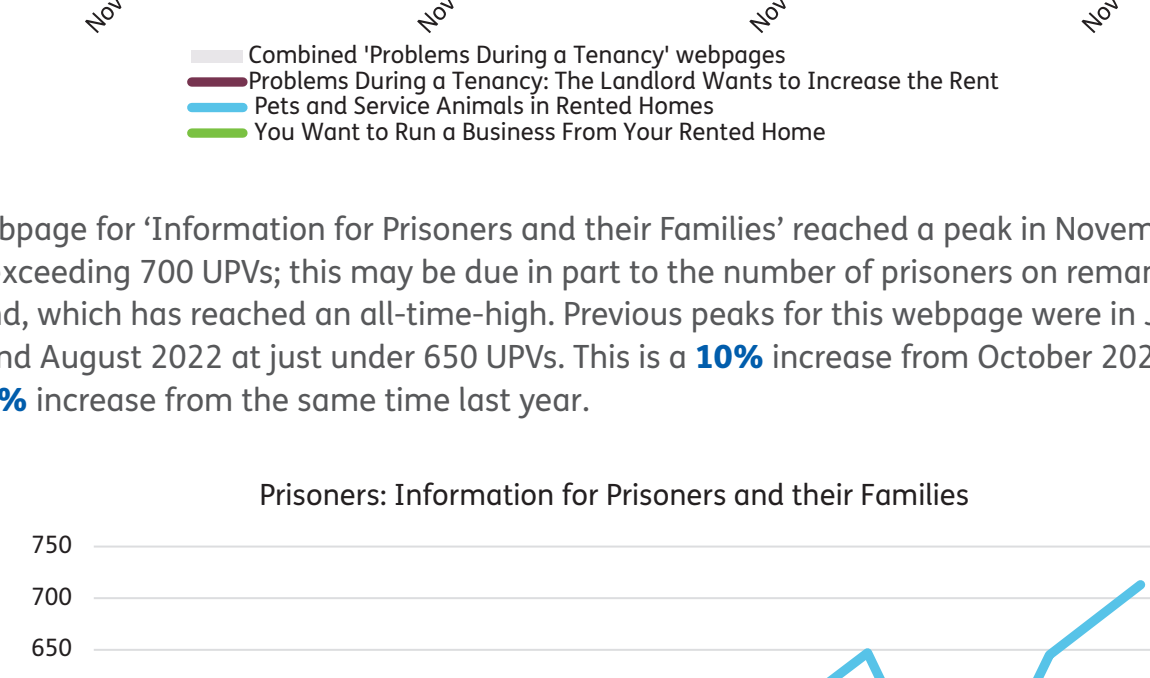 Nov Nov Nov Nov
Combined 'Problems During a Tenancy' webpages
Problems During a Tenancy: The Landlord Wants to Increase the Rent
Pets and Service Animals in Rented Homes
You Want to Run a Business From Your Rented Home
bpage for ‘Information for Prisoners and their Families’ reached a peak in Novem
exceeding 700 UPVs; this may be due in part to the number of prisoners on reman
nd, which has reached an all-time-high. Previous peaks for this webpage were in J
nd August 2022 at just under 650 UPVs. This is a 10% increase from October 202
% increase from the same time last year.
Prisoners: Information for Prisoners and their Families
750
700
650